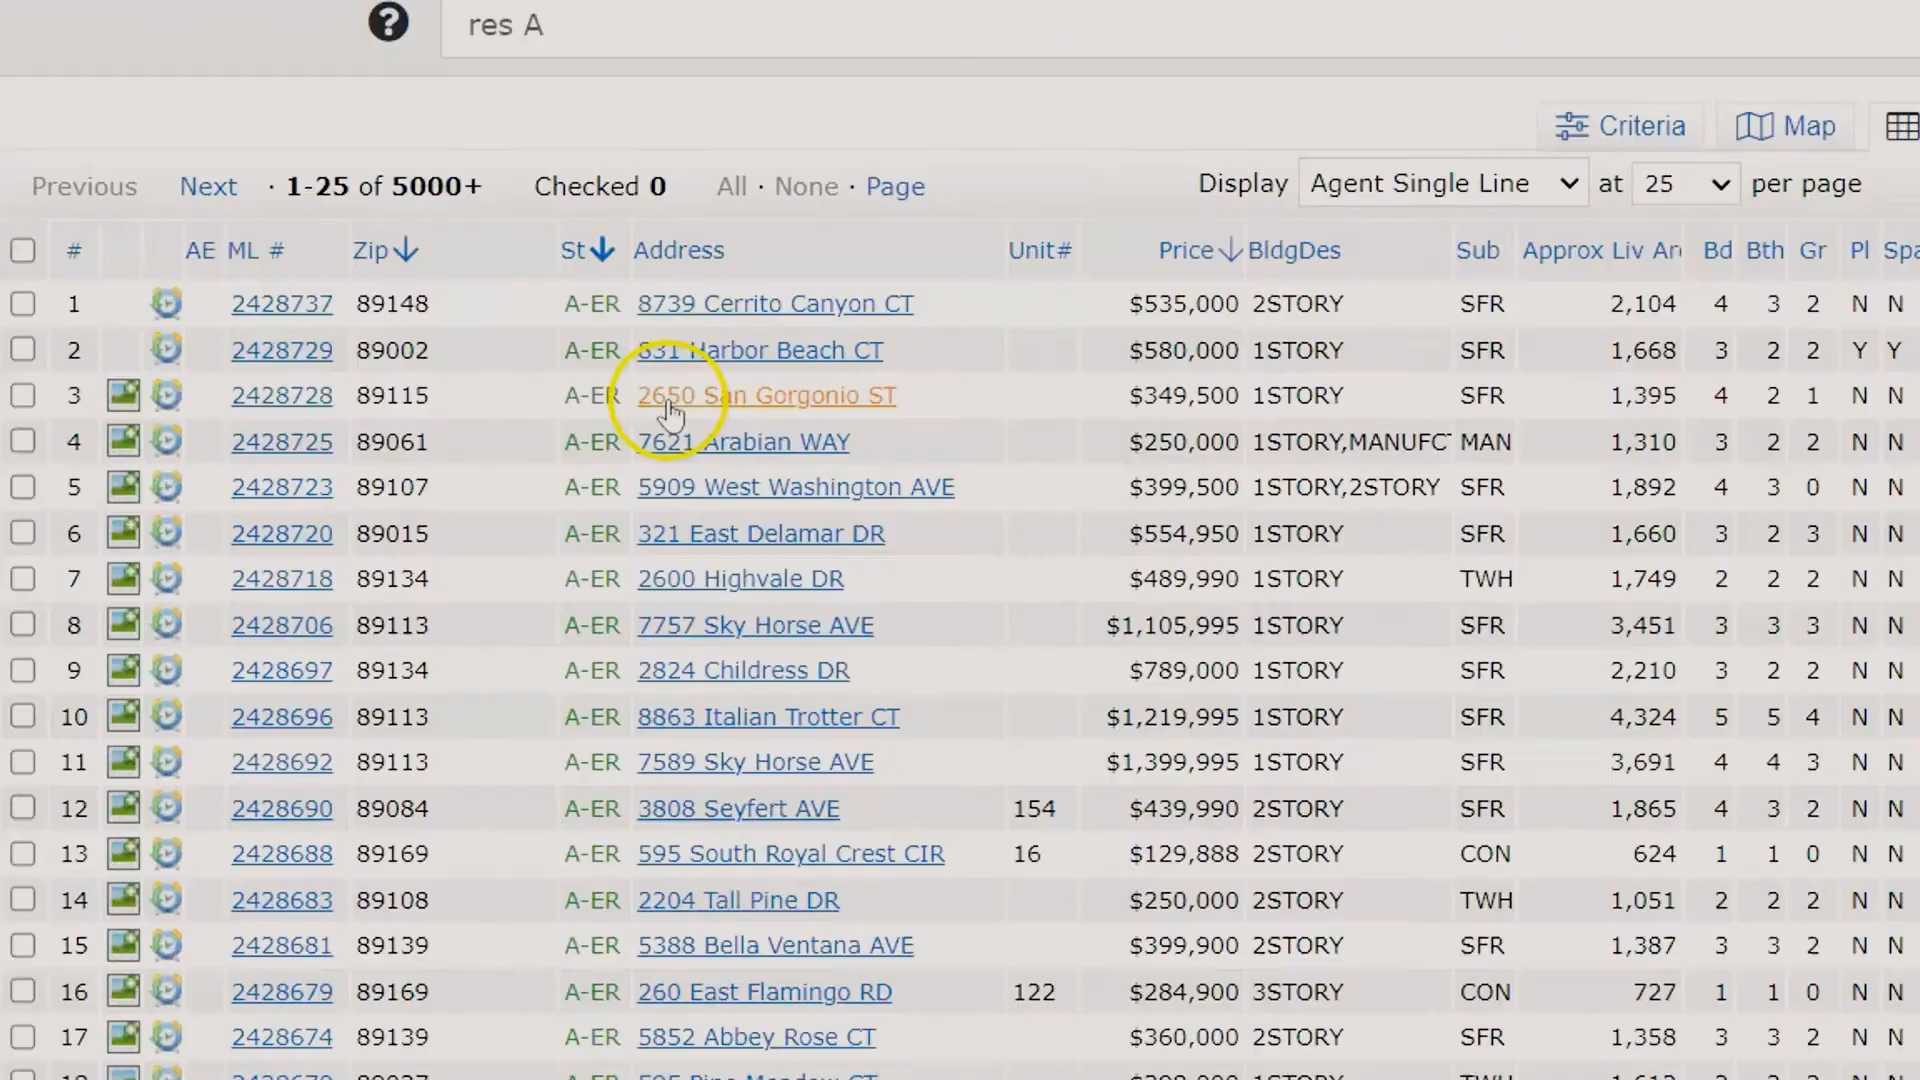 ? res A
Criteria Map
Previous Next · 1-25 of 5000+ Checked 0 All · None · Page Display Agent Single Line at 25 per page
# AE ML # Zip St Address Unit# Price BldgDes Sub Approx Liv Are Bd Bth Gr Pl Spa
1 2428737 89148 A-ER 8739 Cerrito Canyon CT $535,000 2STORY SFR 2,104 4 3 2 N N
2 2428729 89002 A-ER 831 Harbor Beach CT $580,000 1STORY SFR 1,668 3 2 2 Y Y
3 2428728 89115 A-ER 2650 San Gorgonio ST $349,500 1STORY SFR 1,395 4 2 1 N N
4 2428725 89061 A-ER 7621 Arabian WAY $250,000 1STORY,MANUFCT MAN 1,310 3 2 2 N N
5 2428723 89107 A-ER 5909 West Washington AVE $399,500 1STORY,2STORY SFR 1,892 4 3 0 N N
6 2428720 89015 A-ER 321 East Delamar DR $554,950 1STORY SFR 1,660 3 2 3 N N
7 2428718 89134 A-ER 2600 Highvale DR $489,990 1STORY TWH 1,749 2 2 2 N N
8 2428706 89113 A-ER 7757 Sky Horse AVE $1,105,995 1STORY SFR 3,451 3 3 3 N N
9 2428697 89134 A-ER 2824 Childress DR $789,000 1STORY SFR 2,210 3 2 2 N N
10 2428696 89113 A-ER 8863 Italian Trotter CT $1,219,995 1STORY SFR 4,324 5 5 4 N N
11 2428692 89113 A-ER 7589 Sky Horse AVE $1,399,995 1STORY SFR 3,691 4 4 3 N N
12 2428690 89084 A-ER 3808 Seyfert AVE 154 $439,990 2STORY SFR 1,865 4 3 2 N N
13 2428688 89169 A-ER 595 South Royal Crest CIR 16 $129,888 2STORY CON 624 1 1 0 N N
14 2428683 89108 A-ER 2204 Tall Pine DR $250,000 2STORY TWH 1,051 2 2 2 N N
15 2428681 89139 A-ER 5388 Bella Ventana AVE $399,900 2STORY SFR 1,387 3 3 2 N N
16 2428679 89169 A-ER 260 East Flamingo RD 122 $284,900 3STORY CON 727 1 1 0 N N
17 2428674 89139 A-ER 5852 Abbey Rose CT $360,000 2STORY SFR 1,358 3 3 2 N N